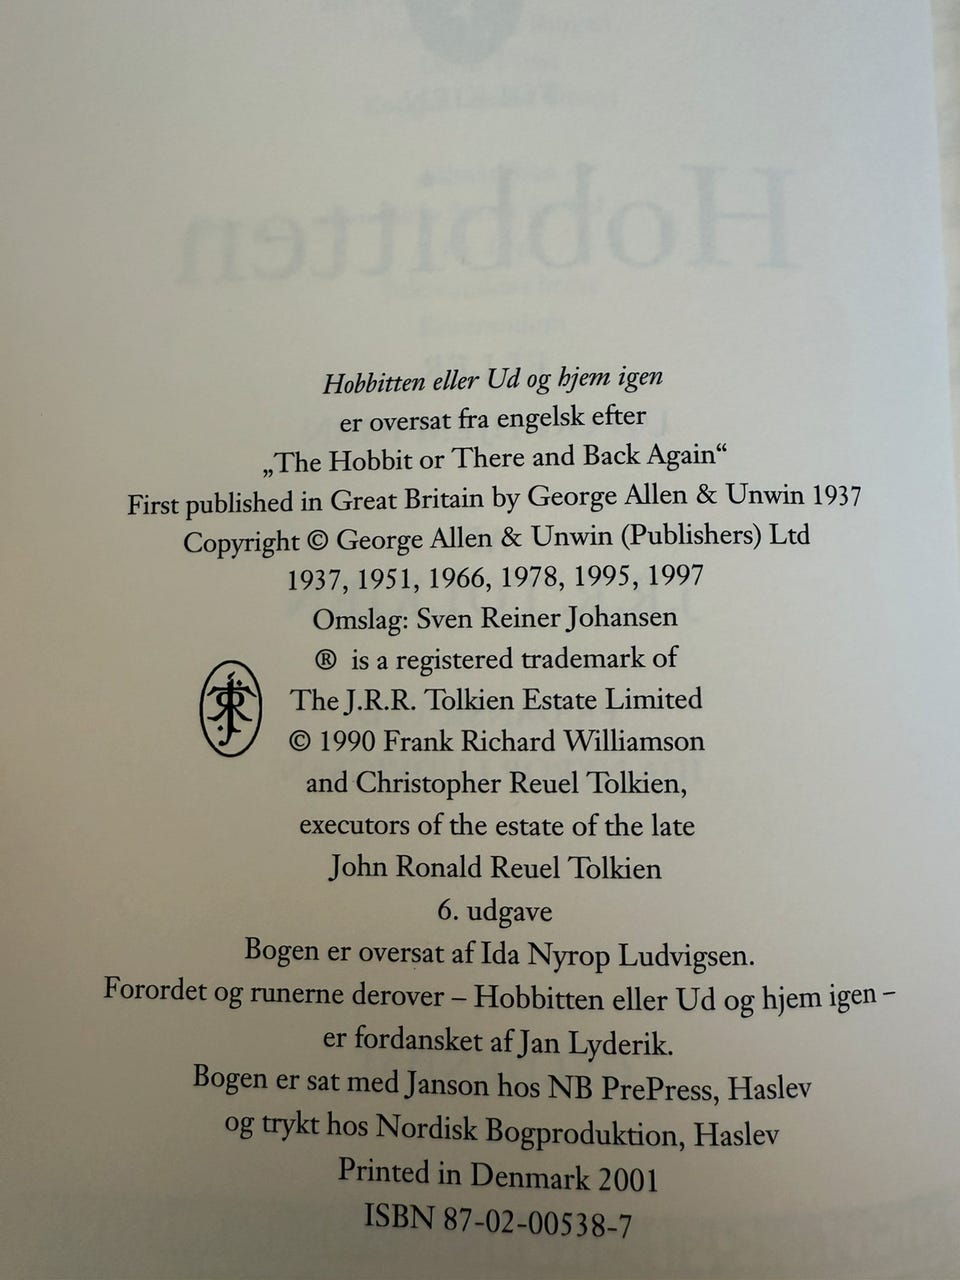 Hobbitten
Hobbitten eller Ud og hjem igen
er oversat fra engelsk efter
„The Hobbit or There and Back Again“
First published in Great Britain by George Allen & Unwin 1937
Copyright © George Allen & Unwin (Publishers) Ltd
1937, 1951, 1966, 1978, 1995, 1997
Omslag: Sven Reiner Johansen
® is a registered trademark of
The J.R.R. Tolkien Estate Limited
© 1990 Frank Richard Williamson
and Christopher Reuel Tolkien,
executors of the estate of the late
John Ronald Reuel Tolkien
6. udgave
Bogen er oversat af Ida Nyrop Ludvigsen.
Forordet og runerne derover – Hobbitten eller Ud og hjem igen –
er fordansket af Jan Lyderik.
Bogen er sat med Janson hos NB PrePress, Haslev
og trykt hos Nordisk Bogproduktion, Haslev
Printed in Denmark 2001
ISBN 87-02-00538-7